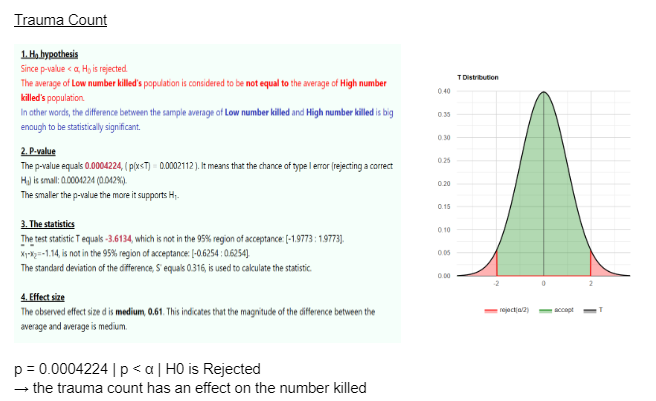 Trauma Count
1. H₀ hypothesis
Since p-value < α, H₀ is rejected.
The average of Low number killed's population is considered to be not equal to the average of High number
killed's population.
In other words, the difference between the sample average of Low number killed and High number killed is big
enough to be statistically significant.
2. P-value
The p-value equals 0.0004224, ( p(x≤T) = 0.0002112 ). It means that the chance of type I error (rejecting a correct
H₀) is small: 0.0004224 (0.042%).
The smaller the p-value the more it supports H₁.
3. The statistics
The test statistic T equals -3.6134, which is not in the 95% region of acceptance: [-1.9773 : 1.9773].
x̄₁-x̄₂=-1.14, is not in the 95% region of acceptance: [-0.6254 : 0.6254].
The standard deviation of the difference, S' equals 0.316, is used to calculate the statistic.
4. Effect size
The observed effect size d is medium, 0.61. This indicates that the magnitude of the difference between the
average and average is medium.
T Distribution
0.40
0.35
0.30
0.25
0.20
0.15
0.10
0.05
0.00
-2 0 2
reject(α/2) accept T
p = 0.0004224 | p < α | H0 is Rejected
→ the trauma count has an effect on the number killed